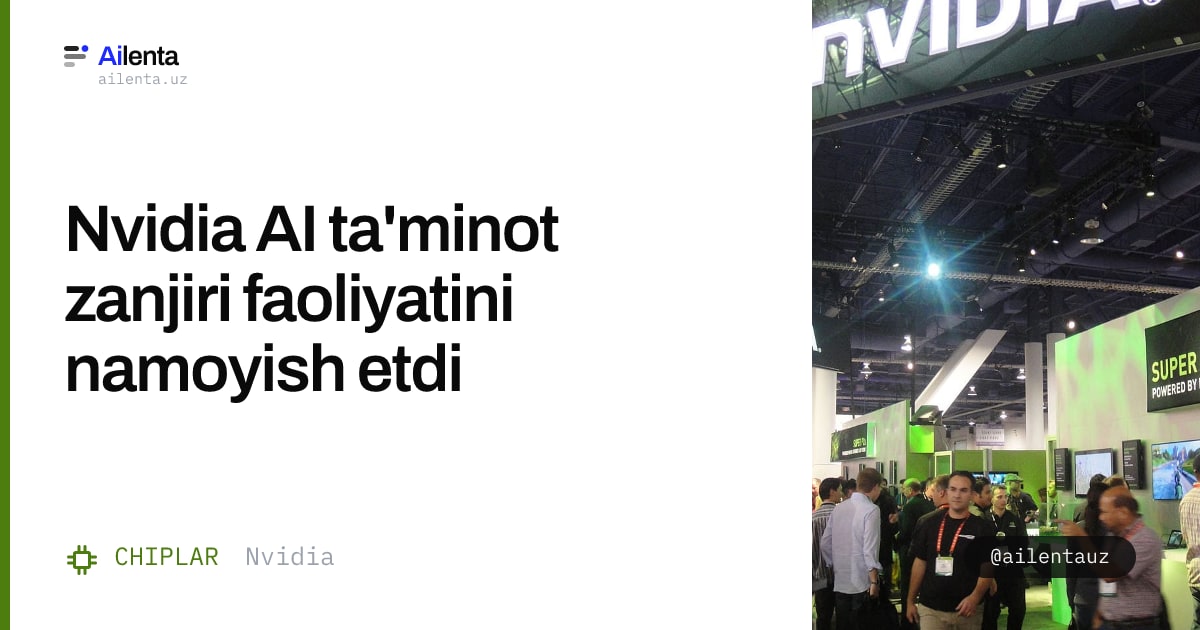 Ailenta
ailenta.uz
Nvidia AI ta'minot
zanjiri faoliyatini
namoyish etdi
CHIPLAR Nvidia
nVIDIA
SUPER
POWERED BY
@ailentauz